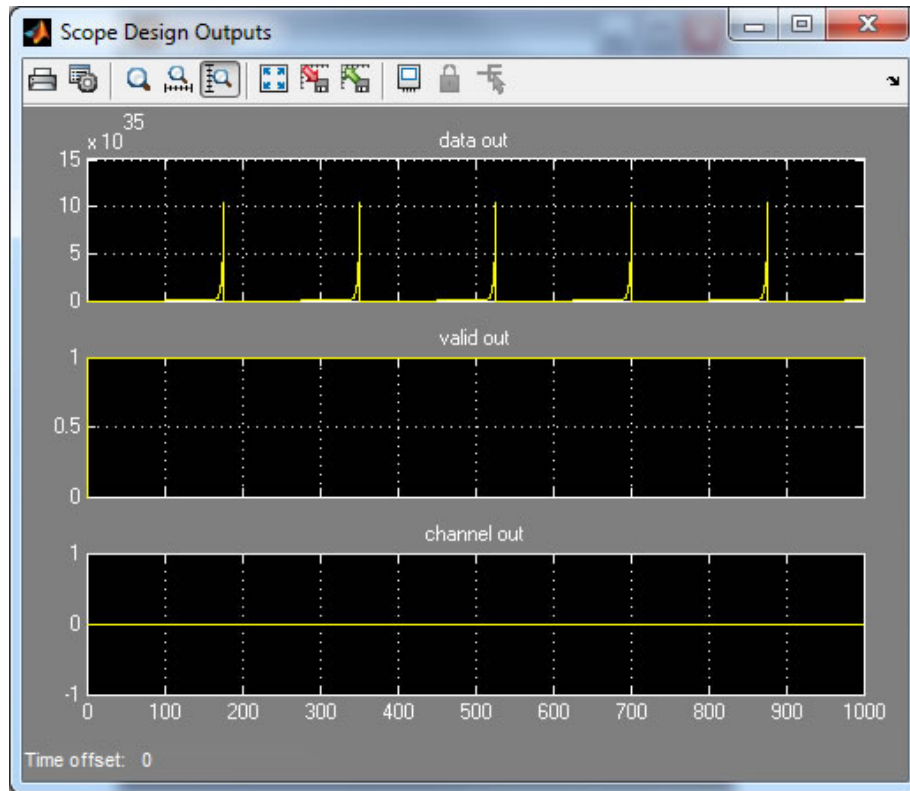 Scope Design Outputs
x 10 35
data out
15
10
5
0
valid out
1
0.5
0
channel out
1
0
-1
0 100 200 300 400 500 600 700 800 900 1000
Time offset: 0